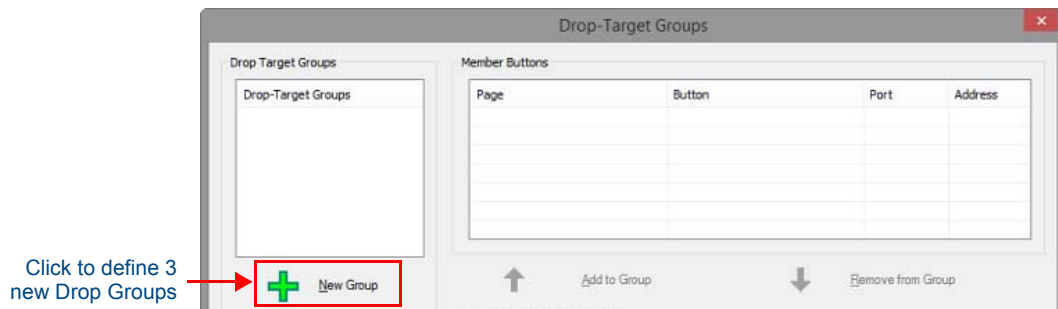 Drop-Target Groups
Drop Target Groups
Member Buttons
Drop-Target Groups
Page Button Port Address
Click to define 3
new Drop Groups
New Group
Add to Group
Remove from Group